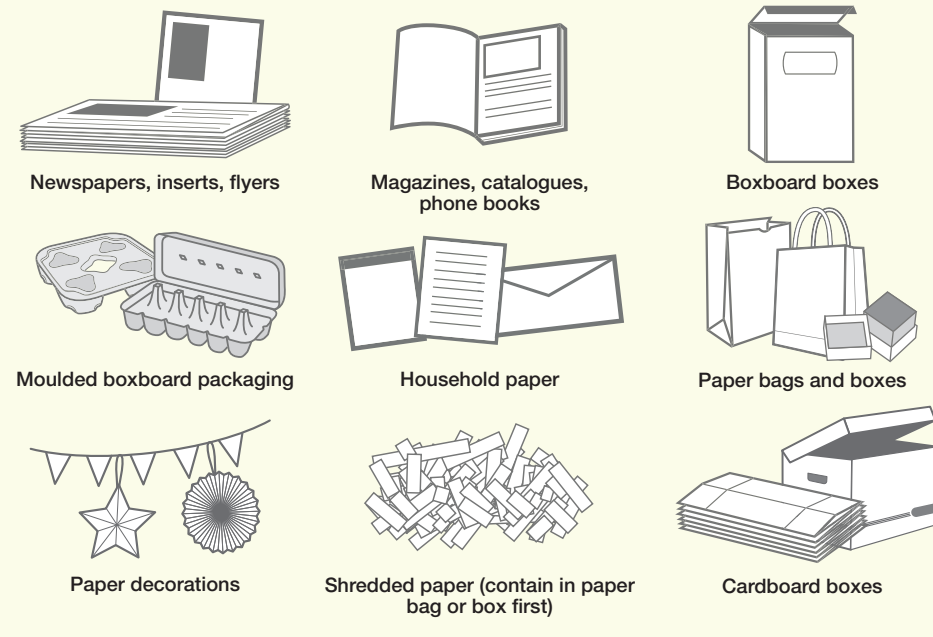 Newspapers, inserts, flyers
Magazines, catalogues,
phone books
Boxboard boxes
Moulded boxboard packaging
Household paper
Paper bags and boxes
Paper decorations
Shredded paper (contain in paper
bag or box first)
Cardboard boxes